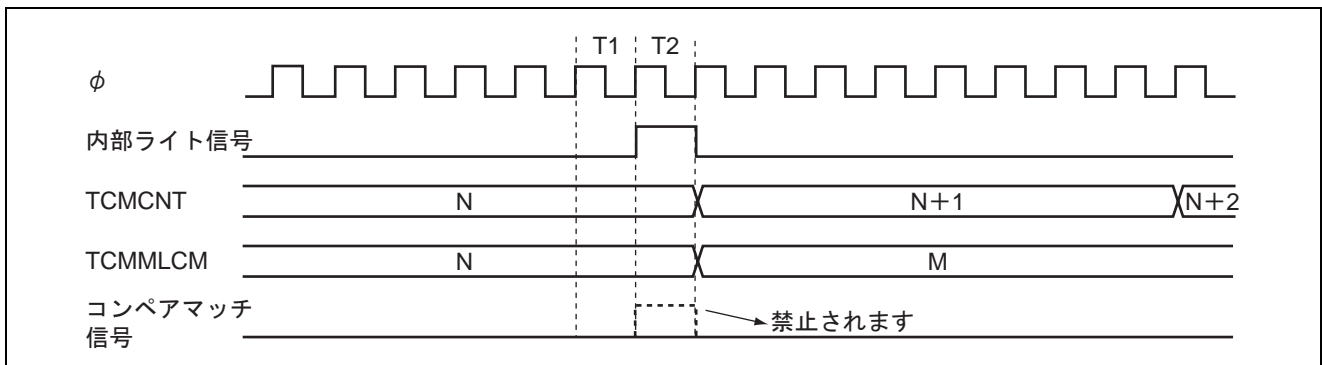 T1 T2
φ
内部ライト信号
TCMCNT N N+1 N+2
TCMMLCM N M
コンペアマッチ
信号
禁止されます